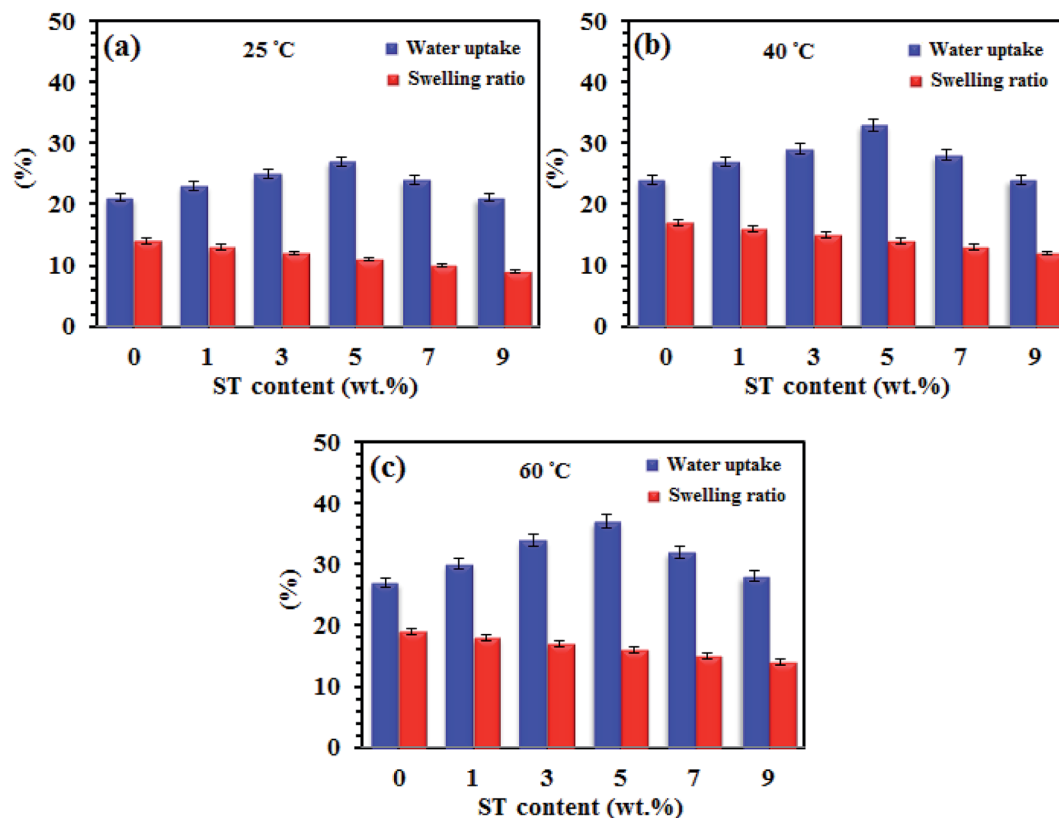 (a)
25 °C
Water uptake
Swelling ratio
50
40
30
20
10
0
(%)
0 1 3 5 7 9
ST content (wt.%)
(b)
40 °C
Water uptake
Swelling ratio
50
40
30
20
10
0
(%)
0 1 3 5 7 9
ST content (wt.%)
(c)
60 °C
Water uptake
Swelling ratio
50
40
30
20
10
0
(%)
0 1 3 5 7 9
ST content (wt.%)